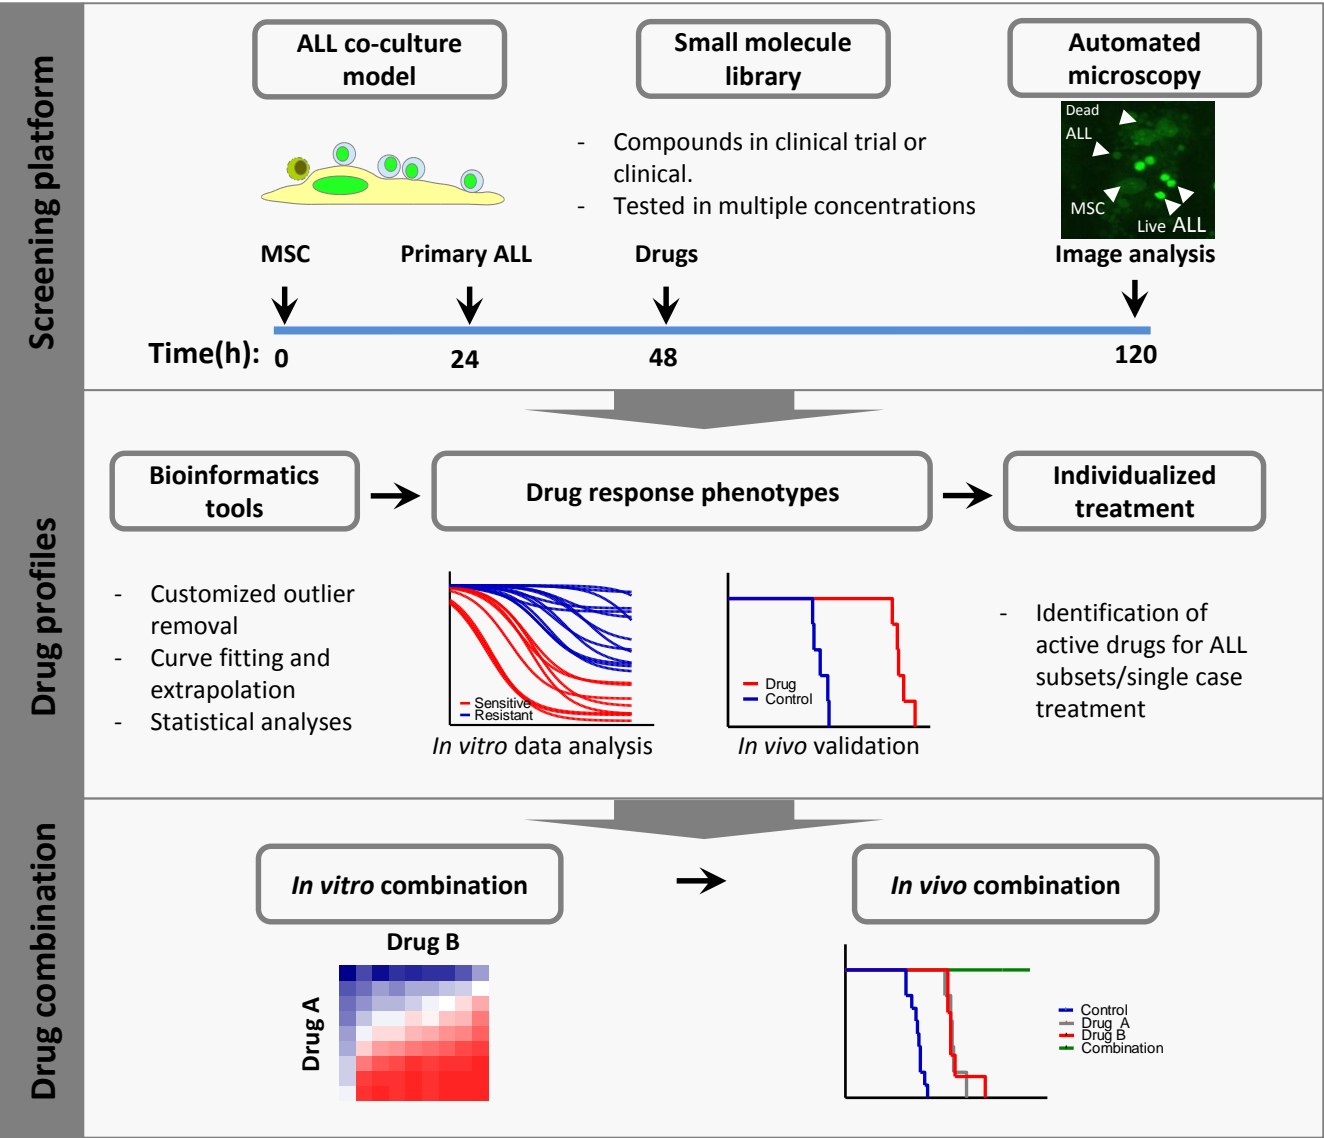 Screening platform
ALL co-culture
model
Small molecule
library
Automated
microscopy
- Compounds in clinical trial or
clinical.
- Tested in multiple concentrations
Dead
ALL
MSC
Live ALL
MSC
Primary ALL
Drugs
Image analysis
Time(h): 0 24 48 120
Drug profiles
Bioinformatics
tools
Drug response phenotypes
Individualized
treatment
- Customized outlier
removal
- Curve fitting and
extrapolation
- Statistical analyses
Sensitive
Resistant
In vitro data analysis
Drug
Control
In vivo validation
- Identification of
active drugs for ALL
subsets/single case
treatment
Drug combination
In vitro combination
In vivo combination
Drug B
Drug A
Control
Drug A
Drug B
Combination